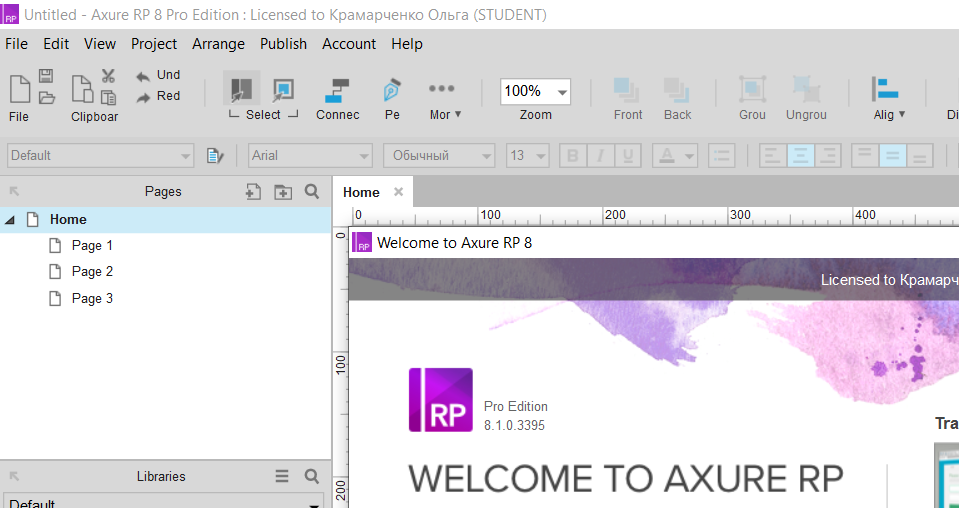 RP Untitled - Axure RP 8 Pro Edition : Licensed to Крамарченко Ольга (STUDENT)
File Edit View Project Arrange Publish Account Help
Und
Red
100%
File Clipboar Select Connec Pe Mor Zoom Front Back Grou Ungrou Alig Di
Default Arial Обычный 13 B I U A
Pages Home
0 100 200 300 400
Home
Page 1
Page 2
Page 3
0
RP Welcome to Axure RP 8
Licensed to Крамарч
100
RP
Pro Edition
8.1.0.3395
Tra
WELCOME TO AXURE RP
Libraries
200
Default